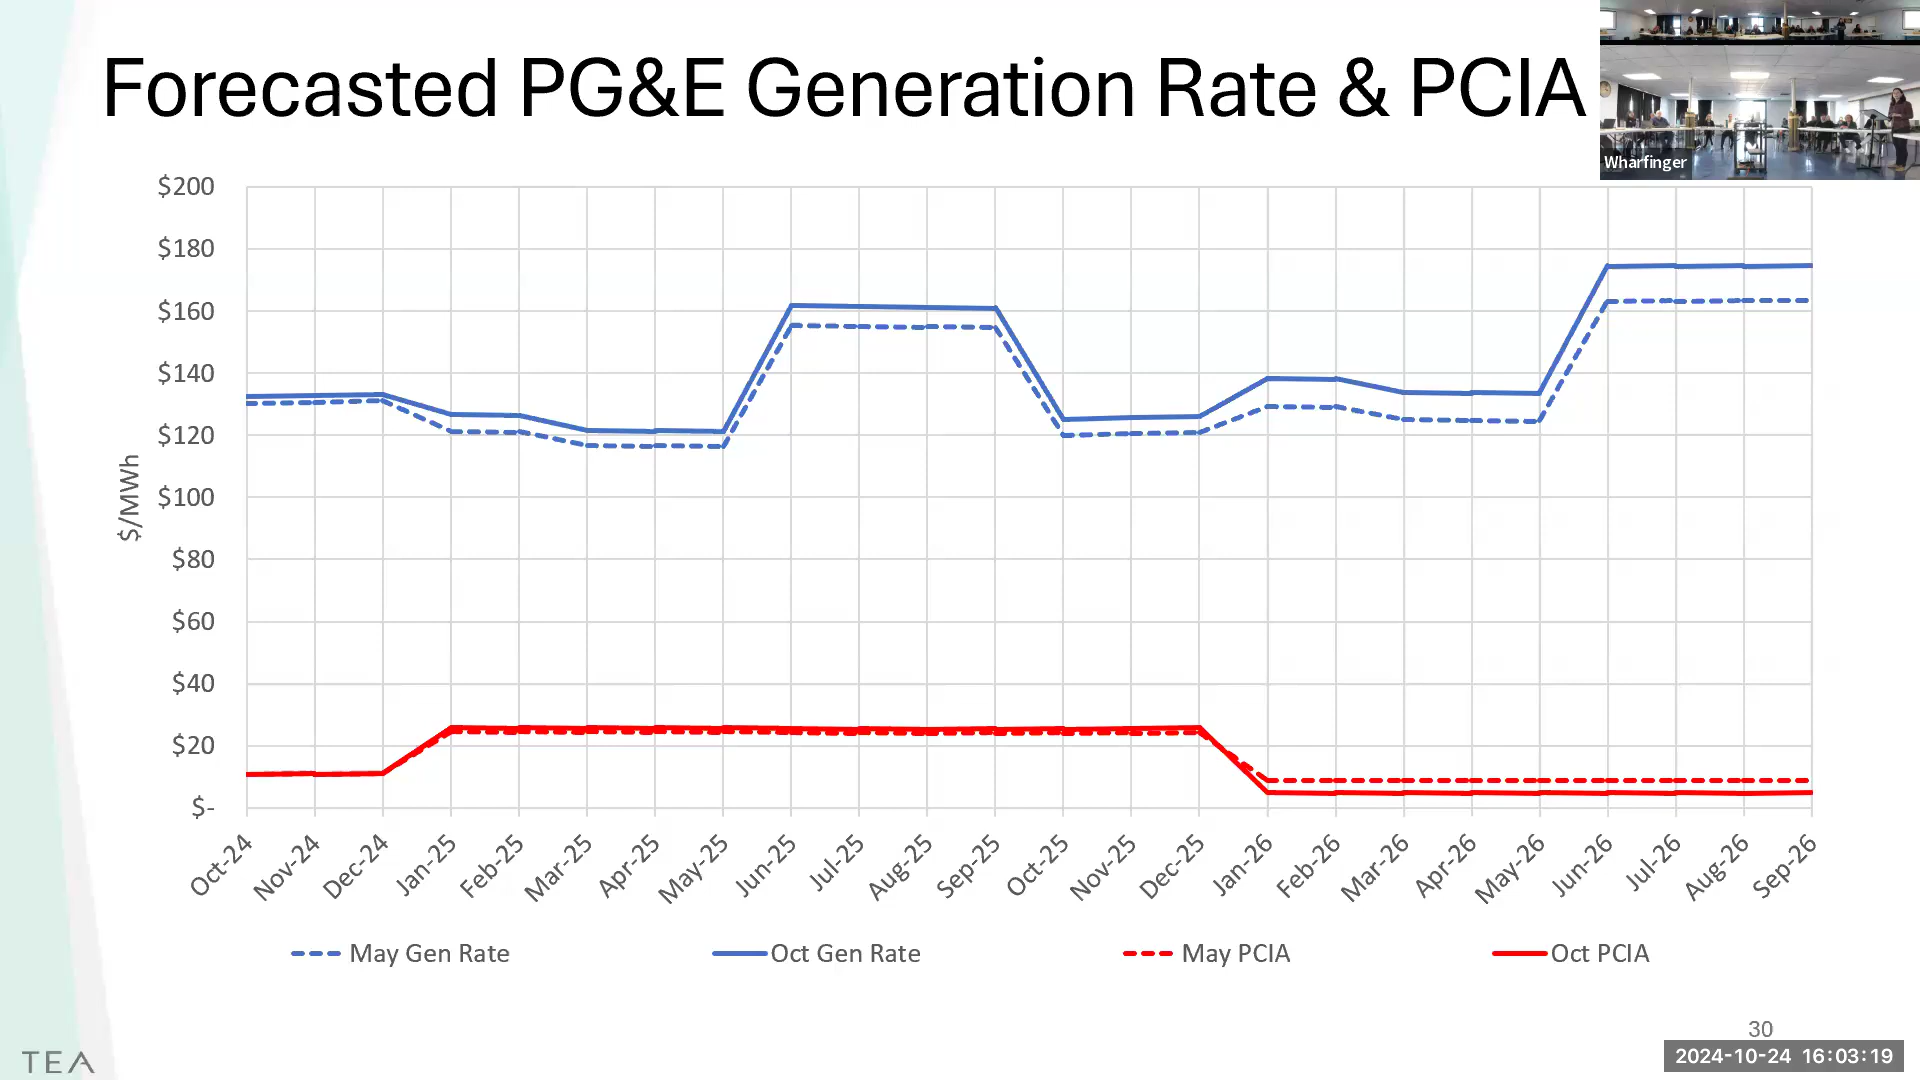 Forecasted PG&E Generation Rate & PCIA
Wharfinger
$200
$180
$160
$140
$120
$100
$80
$60
$40
$20
$-
$/MWh
Oct-24
Nov-24
Dec-24
Jan-25
Feb-25
Mar-25
Apr-25
May-25
Jun-25
Jul-25
Aug-25
Sep-25
Oct-25
Nov-25
Dec-25
Jan-26
Feb-26
Mar-26
Apr-26
May-26
Jun-26
Jul-26
Aug-26
Sep-26
May Gen Rate
Oct Gen Rate
May PCIA
Oct PCIA
30
TEA
2024-10-24 16:03:19